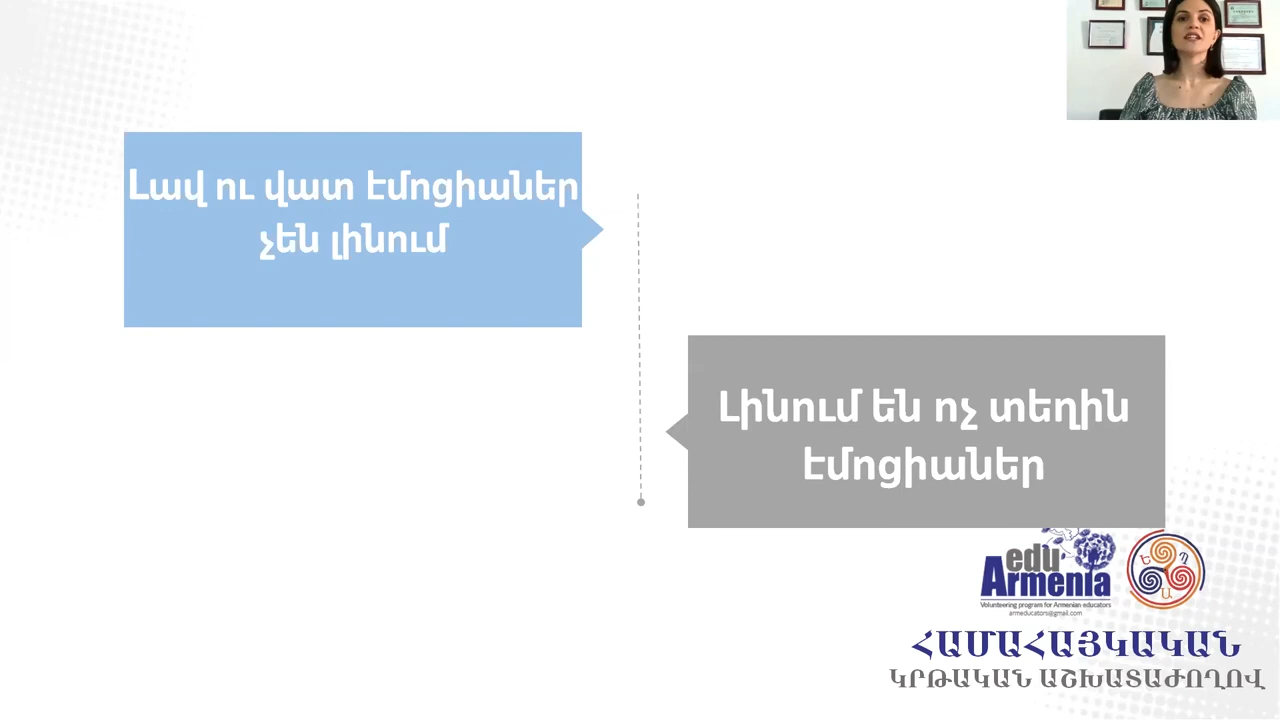 Լավ ու վատ էմոցիաներ
չեն լինում
Լինում են ոչ տեղին
էմոցիաներ
edu
Armenia
Volunteering program for Armenian educators
armeducators@gmail.com
Ե Պ
Ա
ՀԱՄԱՀԱՅԿԱԿԱՆ
ԿՐԹԱԿԱՆ ԱՇԽԱՏԱԺՈՂՈՎ